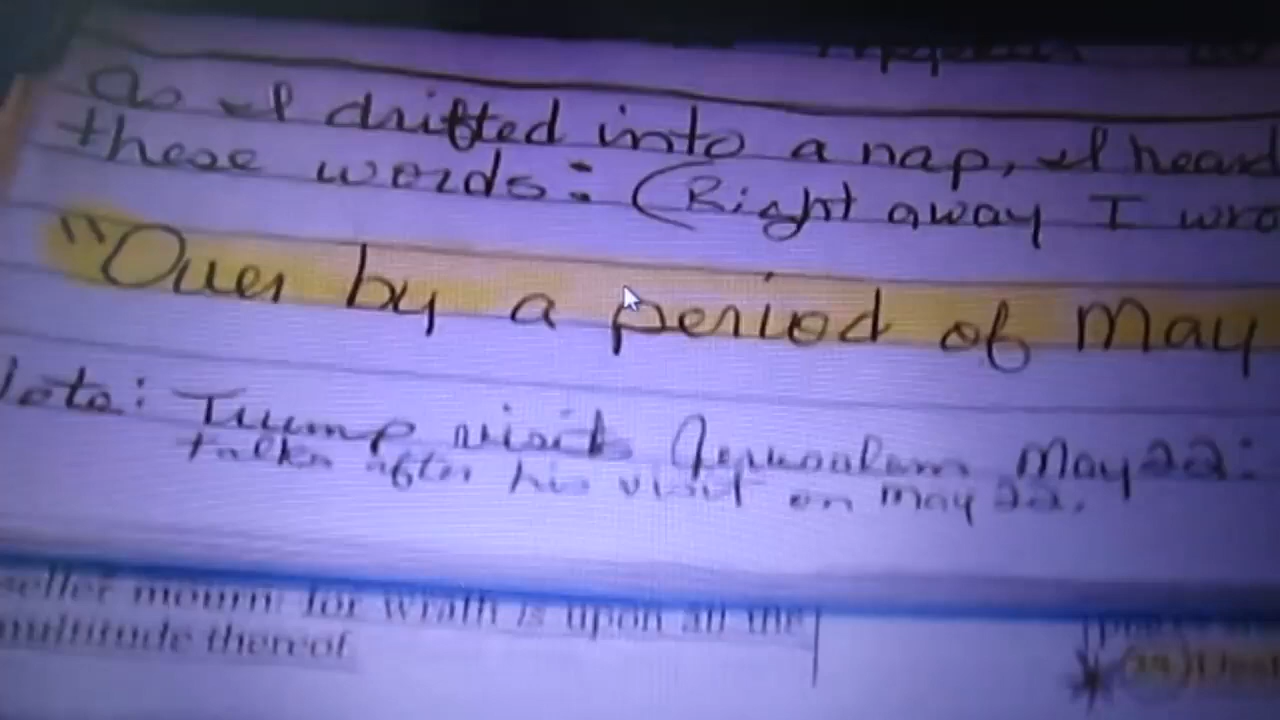 As I drifted into a nap, I heard
these words: (Right away I wro
"Over by a period of May
lote: Trump visits Jerusalem May 22:
talks after his visit on May 22.
seller mourn: for wrath is upon all the
multitude thereof